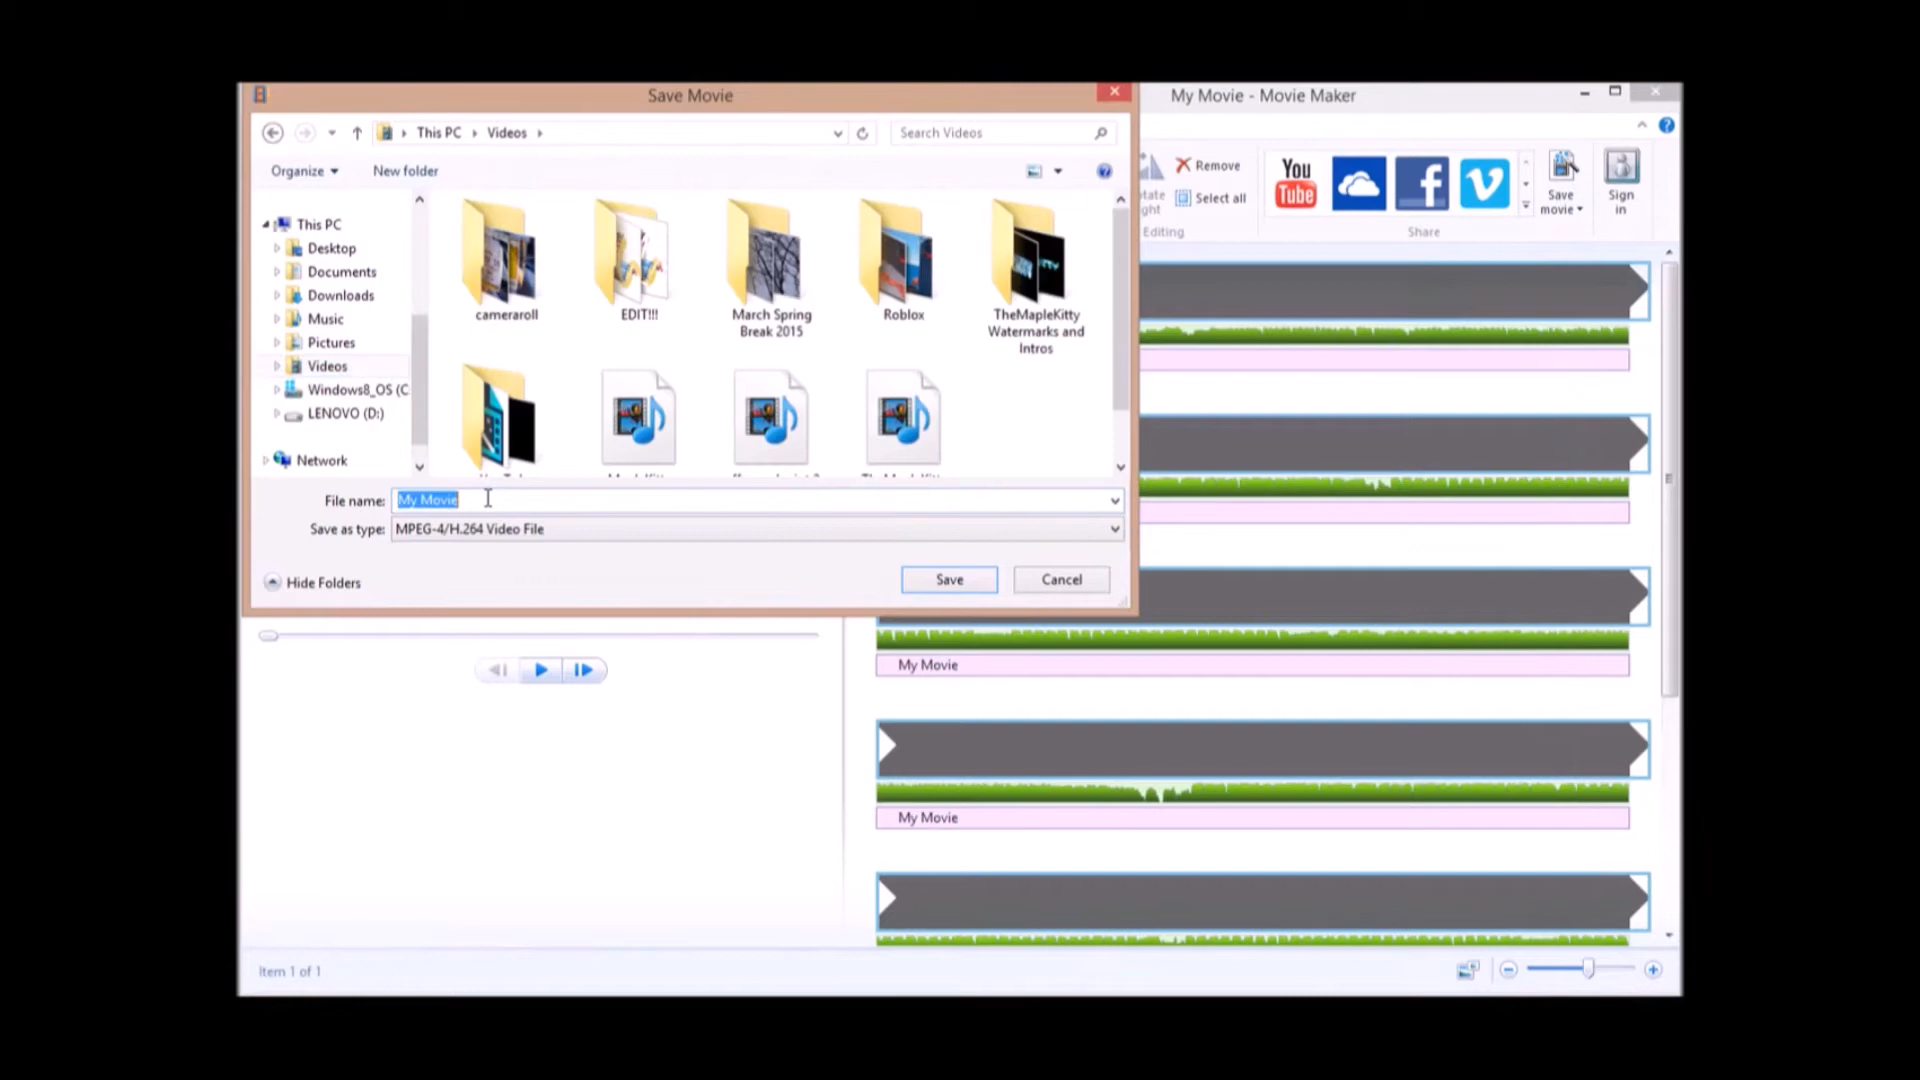 Save Movie
My Movie - Movie Maker
This PC
Videos
Search Videos
Organize
New folder
This PC
Desktop
Documents
Downloads
Music
Pictures
Videos
Windows8_OS (C
LENOVO (D:)
Network
cameraroll
EDIT!!!
March Spring
Break 2015
Roblox
TheMapleKitty
Watermarks and
Intros
File name: My Movie
Save as type: MPEG-4/H.264 Video File
Hide Folders
Save
Cancel
Remove
Select all
Editing
You
Tube
f
v
Save
movie
Sign
in
Share
My Movie
My Movie
Item 1 of 1